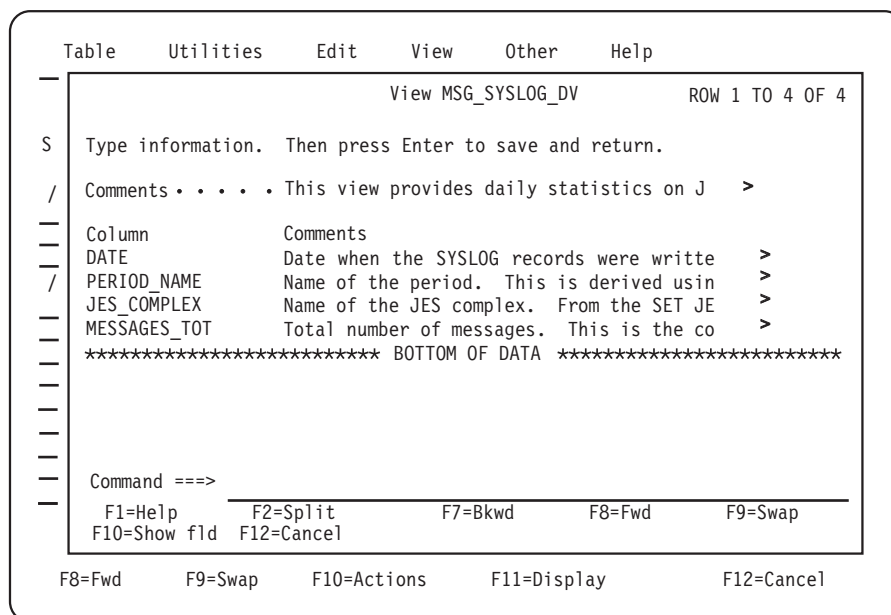 Table Utilities Edit View Other Help
View MSG_SYSLOG_DV ROW 1 TO 4 OF 4
S Type information. Then press Enter to save and return.
/ Comments . . . . . This view provides daily statistics on J >
Column Comments
DATE Date when the SYSLOG records were writte >
/ PERIOD_NAME Name of the period. This is derived usin >
JES_COMPLEX Name of the JES complex. From the SET JE >
MESSAGES_TOT Total number of messages. This is the co >
************************** BOTTOM OF DATA *************************
Command ===>
F1=Help F2=Split F7=Bkwd F8=Fwd F9=Swap
F10=Show fld F12=Cancel
F8=Fwd F9=Swap F10=Actions F11=Display F12=Cancel